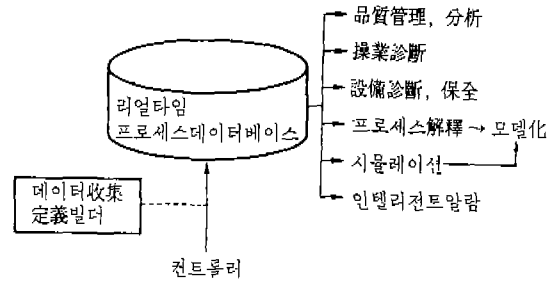 品質管理, 分析
操業診斷
設備診斷, 保全
프로세스解釋 → 모델化
시뮬레이션
인텔리전트알람
리얼타임
프로세스데이터베이스
데이터收集
定義빌더
컨트롤러